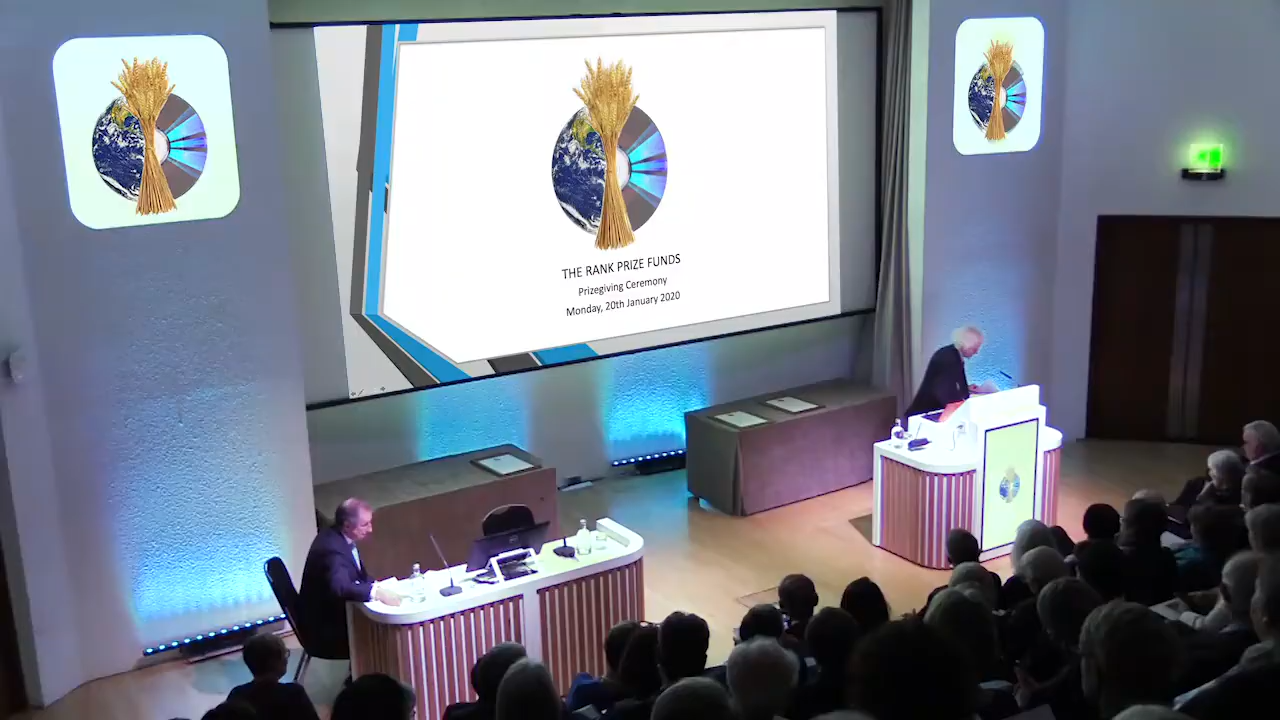 THE RANK PRIZE FUNDS
Prizegiving Ceremony
Monday, 20th January 2020